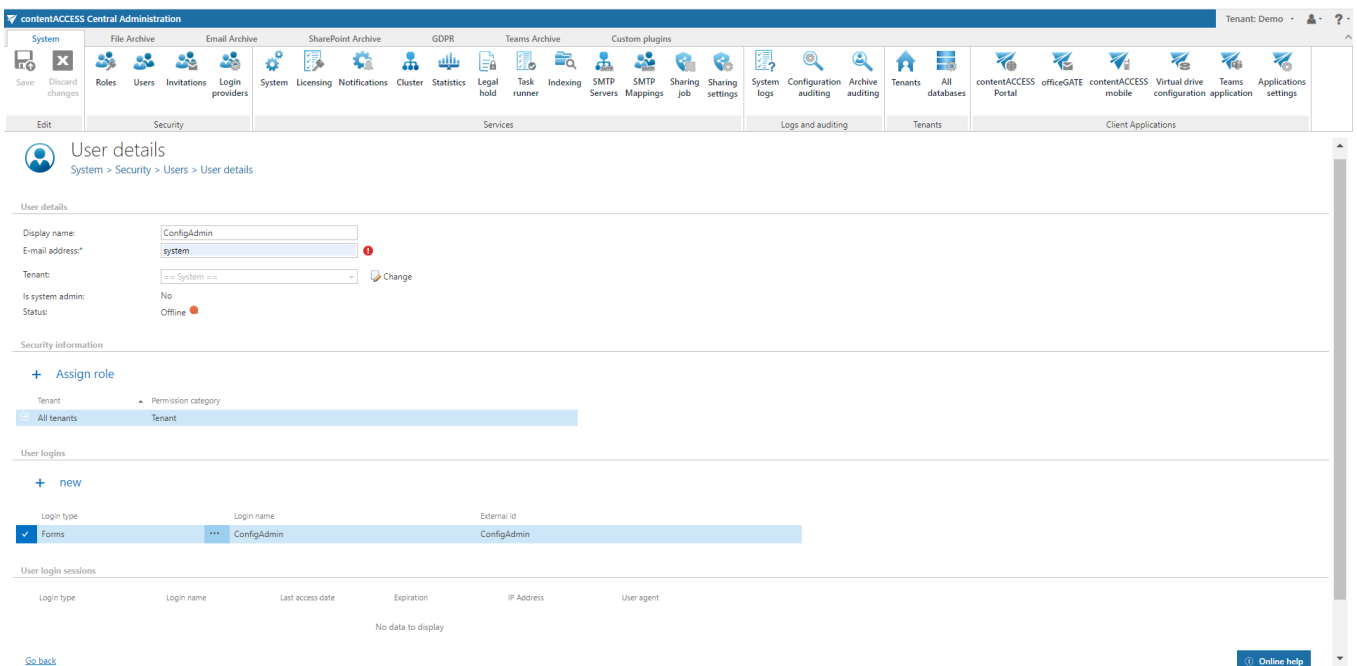 contentACCESS Central Administration
Tenant: Demo
System File Archive Email Archive SharePoint Archive GDPR Teams Archive Custom plugins
Save Discard changes Roles Users Invitations Login providers System Licensing Notifications Cluster Statistics Legal hold Task runner Indexing SMTP Servers SMTP Mappings Sharing job Sharing settings System logs Configuration auditing Archive auditing Tenants All databases contentACCESS Portal officeGATE contentACCESS mobile Virtual drive configuration Teams application Applications settings
Edit Security Services Logs and auditing Tenants Client Applications
User details
System > Security > Users > User details
User details
Display name: ConfigAdmin
E-mail address:* system
Tenant: == System == Change
Is system admin: No
Status: Offline
Security information
+ Assign role
Tenant Permission category
All tenants Tenant
User logins
+ new
Login type Login name External id
Forms ... ConfigAdmin ConfigAdmin
User login sessions
Login type Login name Last access date Expiration IP Address User agent
No data to display
Go back Online help